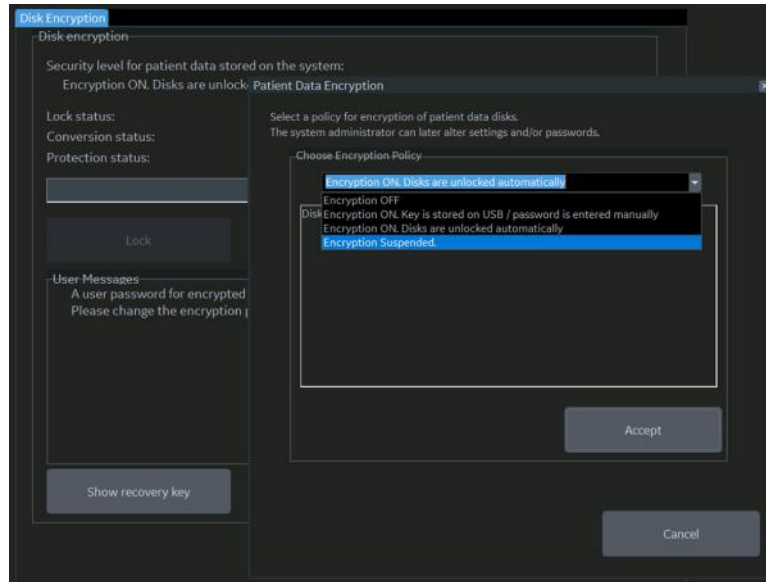 Disk Encryption
Disk encryption
Security level for patient data stored on the system:
Encryption ON. Disks are unlock
Lock status:
Conversion status:
Protection status:
Lock
User Messages
A user password for encrypted
Please change the encryption
Show recovery key
Patient Data Encryption
Select a policy for encryption of patient data disks.
The system administrator can later alter settings and/or passwords.
Choose Encryption Policy
Encryption ON. Disks are unlocked automatically
Encryption OFF
Disk
Encryption ON. Key is stored on USB / password is entered manually
Encryption ON. Disks are unlocked automatically
Encryption Suspended.
Accept
Cancel